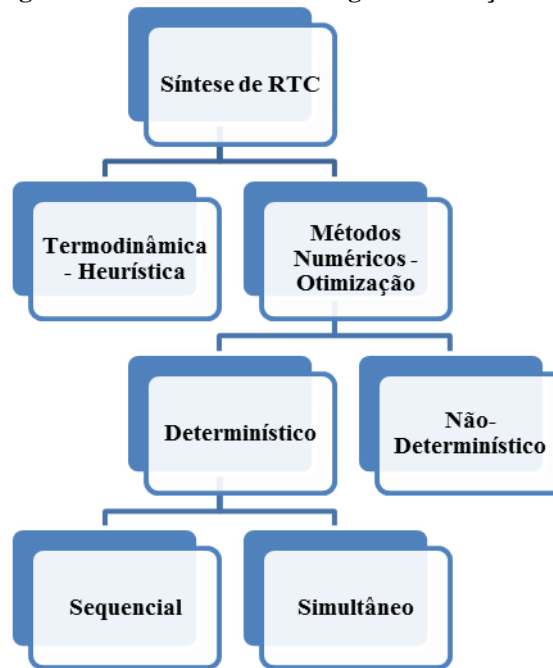 Síntese de RTC
Termodinâmica
- Heurística
Métodos
Numéricos -
Otimização
Determinístico
Não-
Determinístico
Sequencial
Simultâneo